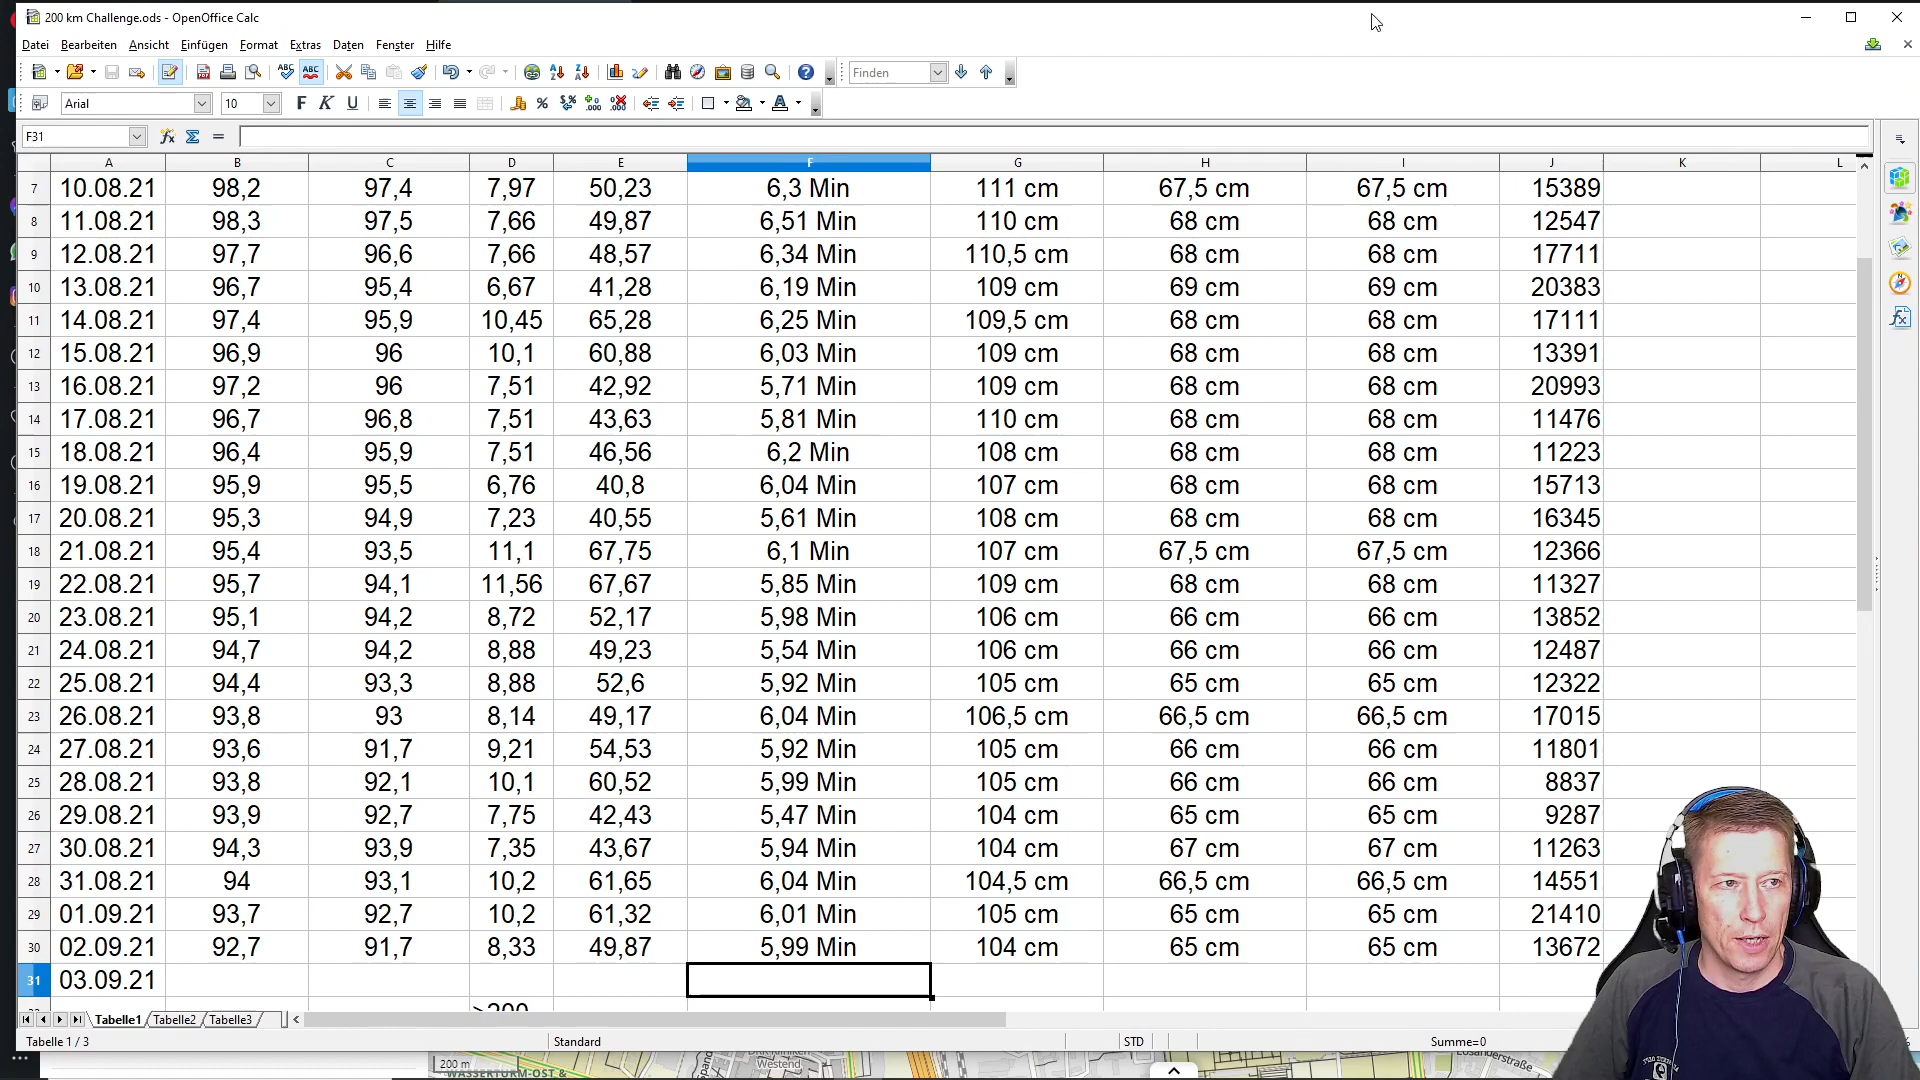 200 km Challenge.ods - OpenOffice Calc
Datei Bearbeiten Ansicht Einfügen Format Extras Daten Fenster Hilfe
Finden
Arial 10 F K U
F31
A B C D E F G H I J K L
7 10.08.21 98,2 97,4 7,97 50,23 6,3 Min 111 cm 67,5 cm 67,5 cm 15389
8 11.08.21 98,3 97,5 7,66 49,87 6,51 Min 110 cm 68 cm 68 cm 12547
9 12.08.21 97,7 96,6 7,66 48,57 6,34 Min 110,5 cm 68 cm 68 cm 17711
10 13.08.21 96,7 95,4 6,67 41,28 6,19 Min 109 cm 69 cm 69 cm 20383
11 14.08.21 97,4 95,9 10,45 65,28 6,25 Min 109,5 cm 68 cm 68 cm 17111
12 15.08.21 96,9 96 10,1 60,88 6,03 Min 109 cm 68 cm 68 cm 13391
13 16.08.21 97,2 96 7,51 42,92 5,71 Min 109 cm 68 cm 68 cm 20993
14 17.08.21 96,7 96,8 7,51 43,63 5,81 Min 110 cm 68 cm 68 cm 11476
15 18.08.21 96,4 95,9 7,51 46,56 6,2 Min 108 cm 68 cm 68 cm 11223
16 19.08.21 95,9 95,5 6,76 40,8 6,04 Min 107 cm 68 cm 68 cm 15713
17 20.08.21 95,3 94,9 7,23 40,55 5,61 Min 108 cm 68 cm 68 cm 16345
18 21.08.21 95,4 93,5 11,1 67,75 6,1 Min 107 cm 67,5 cm 67,5 cm 12366
19 22.08.21 95,7 94,1 11,56 67,67 5,85 Min 109 cm 68 cm 68 cm 11327
20 23.08.21 95,1 94,2 8,72 52,17 5,98 Min 106 cm 66 cm 66 cm 13852
21 24.08.21 94,7 94,2 8,88 49,23 5,54 Min 106 cm 66 cm 66 cm 12487
22 25.08.21 94,4 93,3 8,88 52,6 5,92 Min 105 cm 65 cm 65 cm 12322
23 26.08.21 93,8 93 8,14 49,17 6,04 Min 106,5 cm 66,5 cm 66,5 cm 17015
24 27.08.21 93,6 91,7 9,21 54,53 5,92 Min 105 cm 66 cm 66 cm 11801
25 28.08.21 93,8 92,1 10,1 60,52 5,99 Min 105 cm 66 cm 66 cm 8837
26 29.08.21 93,9 92,7 7,75 42,43 5,47 Min 104 cm 65 cm 65 cm 9287
27 30.08.21 94,3 93,9 7,35 43,67 5,94 Min 104 cm 67 cm 67 cm 11263
28 31.08.21 94 93,1 10,2 61,65 6,04 Min 104,5 cm 66,5 cm 66,5 cm 14551
29 01.09.21 93,7 92,7 10,2 61,32 6,01 Min 105 cm 65 cm 65 cm 21410
30 02.09.21 92,7 91,7 8,33 49,87 5,99 Min 104 cm 65 cm 65 cm 13672
31 03.09.21
Tabelle1 Tabelle2 Tabelle3
Tabelle 1 / 3 Standard STD Summe=0
200 m
Westend
WASSERTURM-OST &